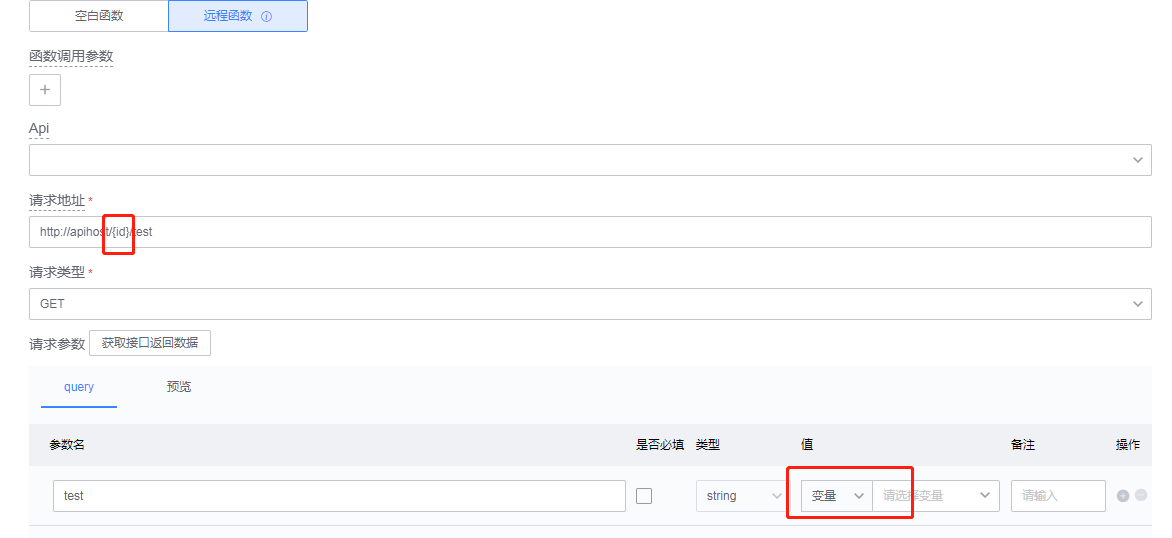 空白函数 远程函数
函数调用参数
+
Api
请求地址 *
http://apihost/{id}/test
请求类型 *
GET
请求参数 获取接口返回数据
query 预览
参数名 是否必填 类型 值 备注 操作
test string 变量 请选择变量 请输入